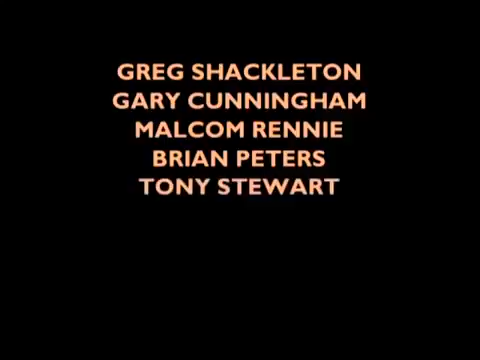 GREG SHACKLETON
GARY CUNNINGHAM
MALCOM RENNIE
BRIAN PETERS
TONY STEWART